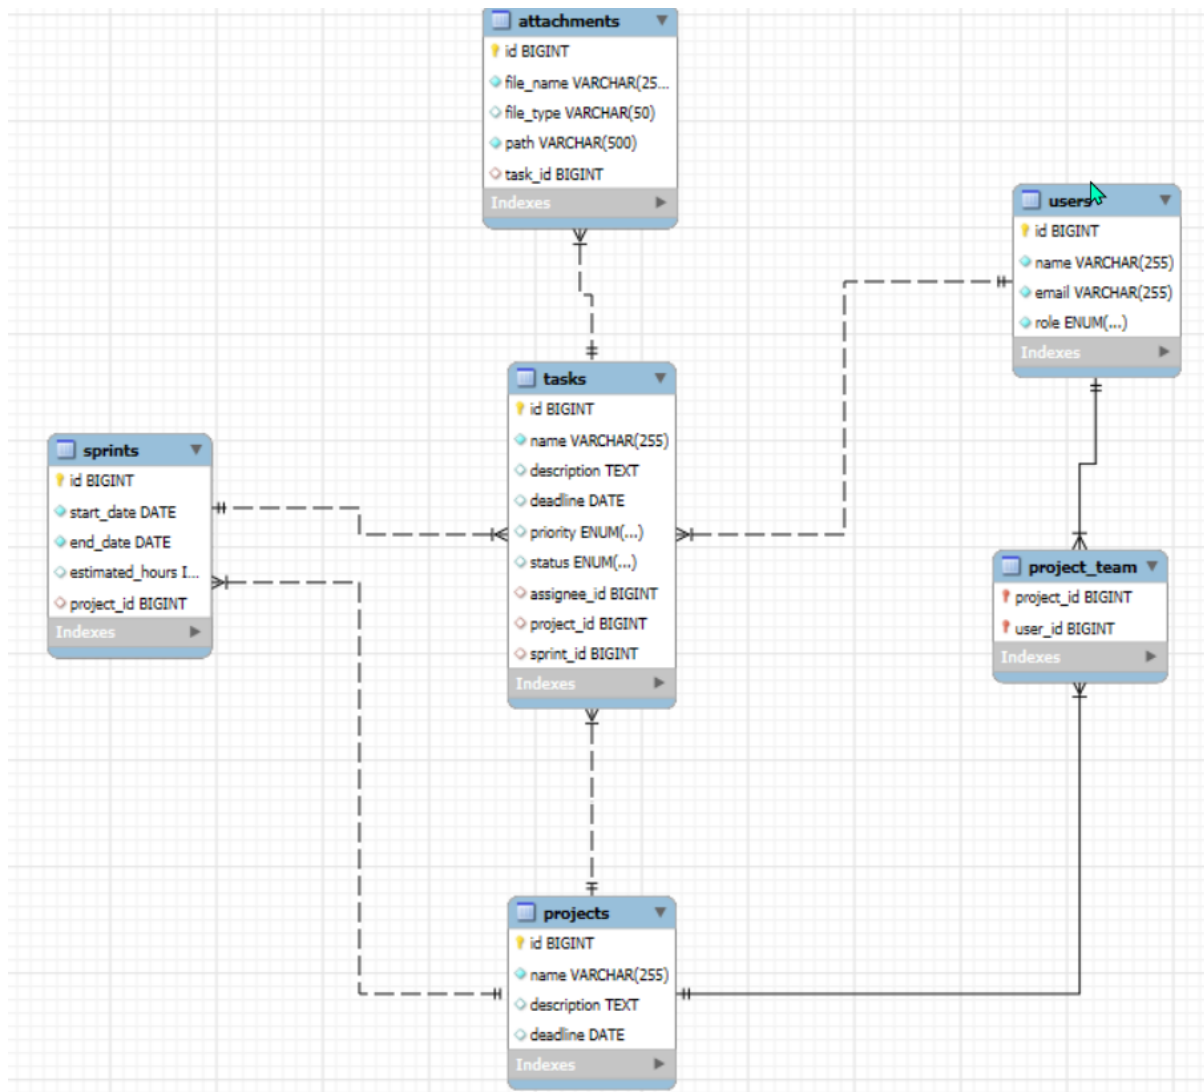 attachments
id BIGINT
file_name VARCHAR(25...
file_type VARCHAR(50)
path VARCHAR(500)
task_id BIGINT
Indexes
users
id BIGINT
name VARCHAR(255)
email VARCHAR(255)
role ENUM(...)
Indexes
tasks
id BIGINT
name VARCHAR(255)
description TEXT
deadline DATE
priority ENUM(...)
status ENUM(...)
assignee_id BIGINT
project_id BIGINT
sprint_id BIGINT
Indexes
sprints
id BIGINT
start_date DATE
end_date DATE
estimated_hours I...
project_id BIGINT
Indexes
project_team
project_id BIGINT
user_id BIGINT
Indexes
projects
id BIGINT
name VARCHAR(255)
description TEXT
deadline DATE
Indexes